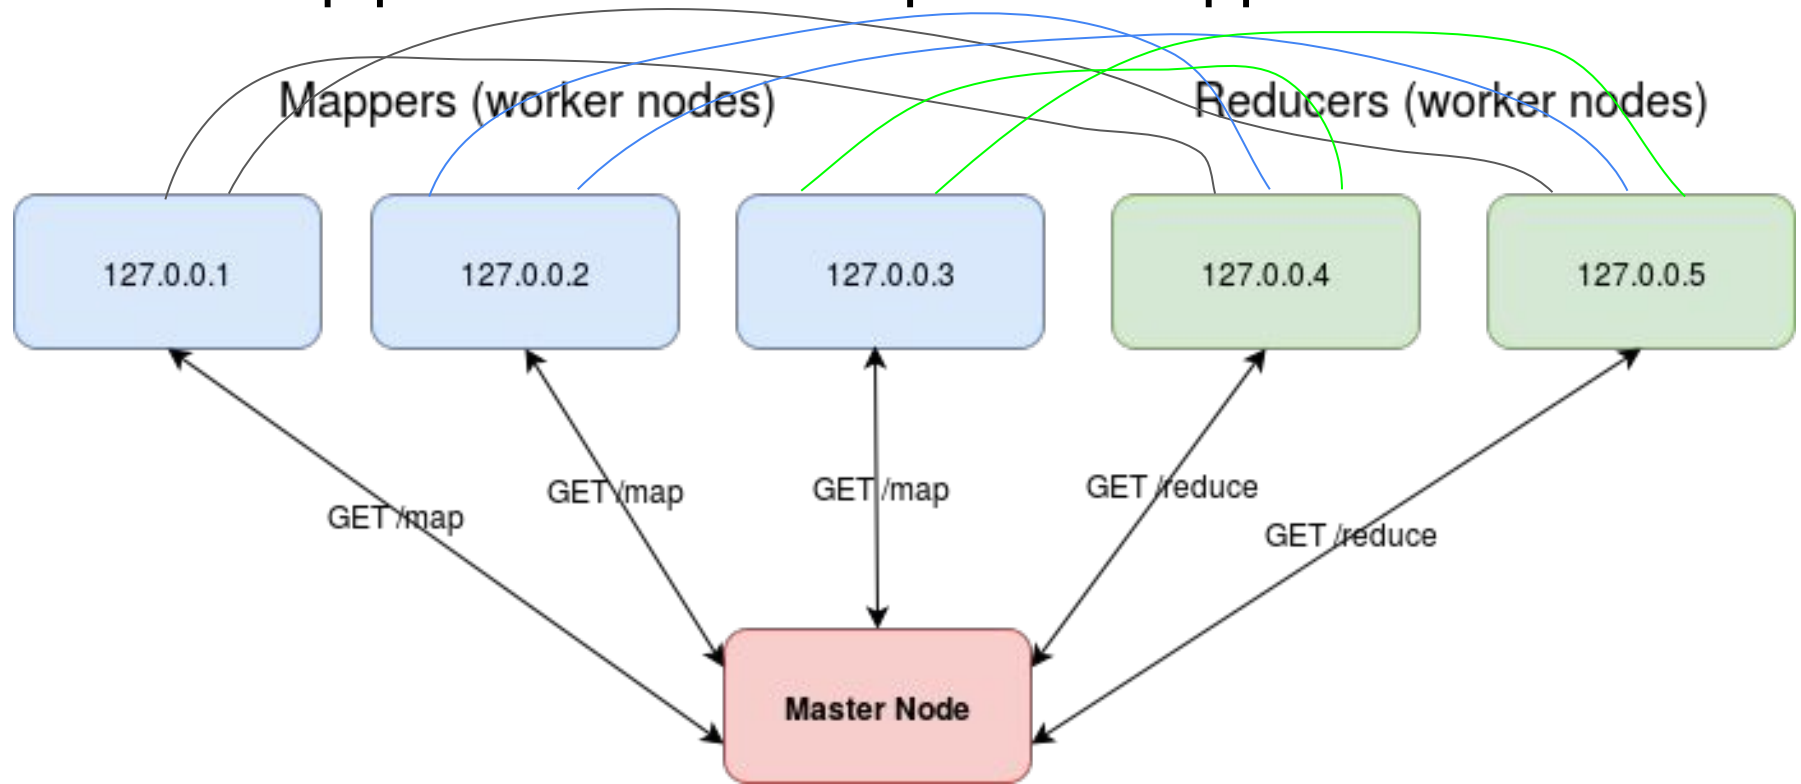 Mappers (worker nodes)
Reducers (worker nodes)
127.0.0.1
127.0.0.2
127.0.0.3
127.0.0.4
127.0.0.5
GET /map
GET /map
GET /map
GET /reduce
GET /reduce
Master Node